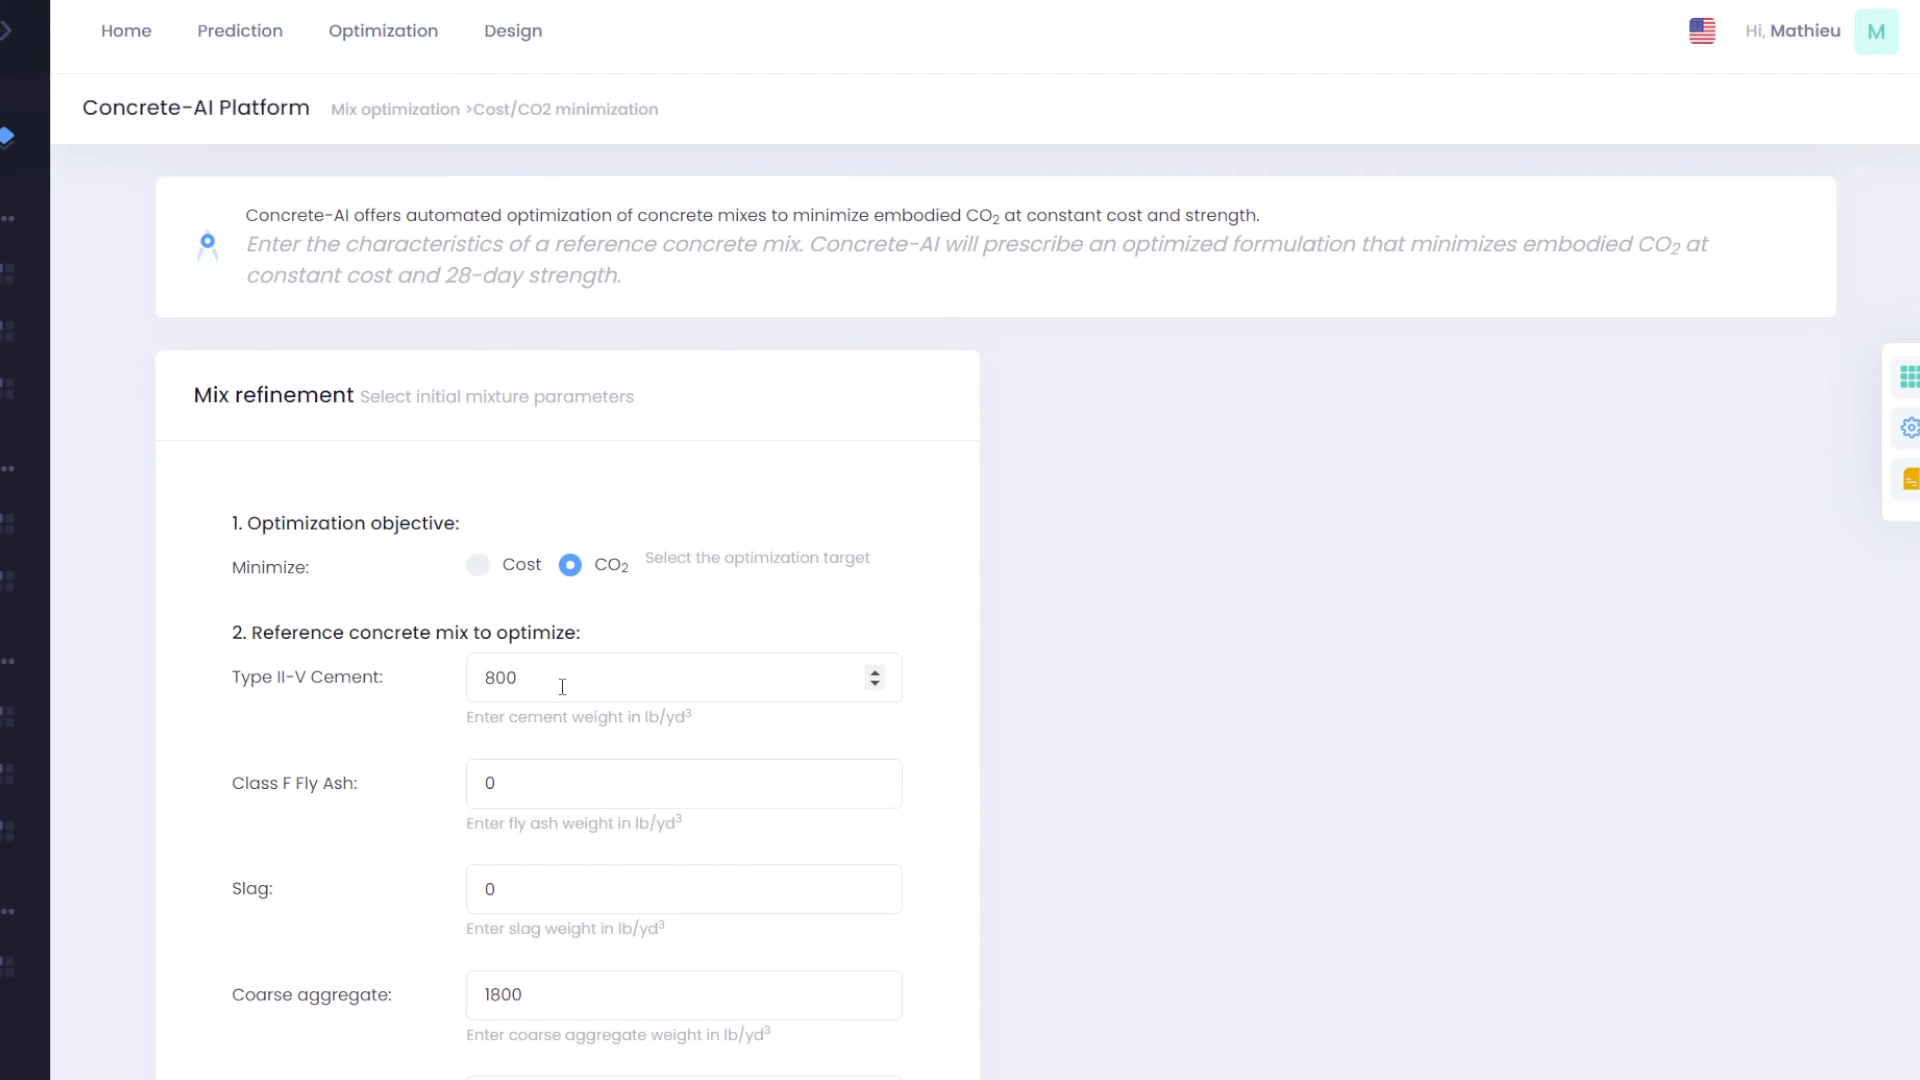 Home Prediction Optimization Design Hi, Mathieu M
Concrete-AI Platform Mix optimization >Cost/CO2 minimization
Concrete-AI offers automated optimization of concrete mixes to minimize embodied CO₂ at constant cost and strength.
Enter the characteristics of a reference concrete mix. Concrete-AI will prescribe an optimized formulation that minimizes embodied CO₂ at
constant cost and 28-day strength.
Mix refinement Select initial mixture parameters
1. Optimization objective:
Minimize: Cost CO₂ Select the optimization target
2. Reference concrete mix to optimize:
Type II-V Cement: 800
Enter cement weight in lb/yd³
Class F Fly Ash: 0
Enter fly ash weight in lb/yd³
Slag: 0
Enter slag weight in lb/yd³
Coarse aggregate: 1800
Enter coarse aggregate weight in lb/yd³